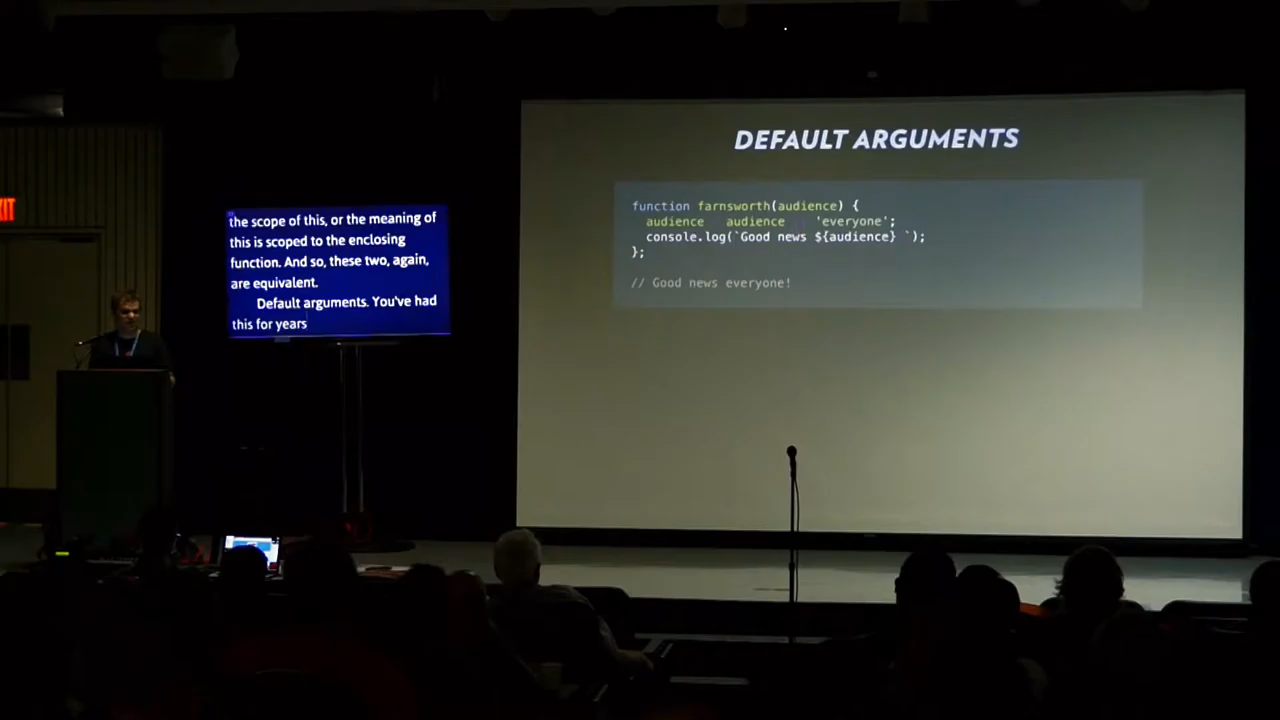 XIT
the scope of this, or the meaning of
this is scoped to the enclosing
function. And so, these two, again,
are equivalent.
Default arguments. You've had
this for years
DEFAULT ARGUMENTS
function farnsworth(audience) {
audience audience 'everyone';
console.log(`Good news ${audience} `);
};
// Good news everyone!